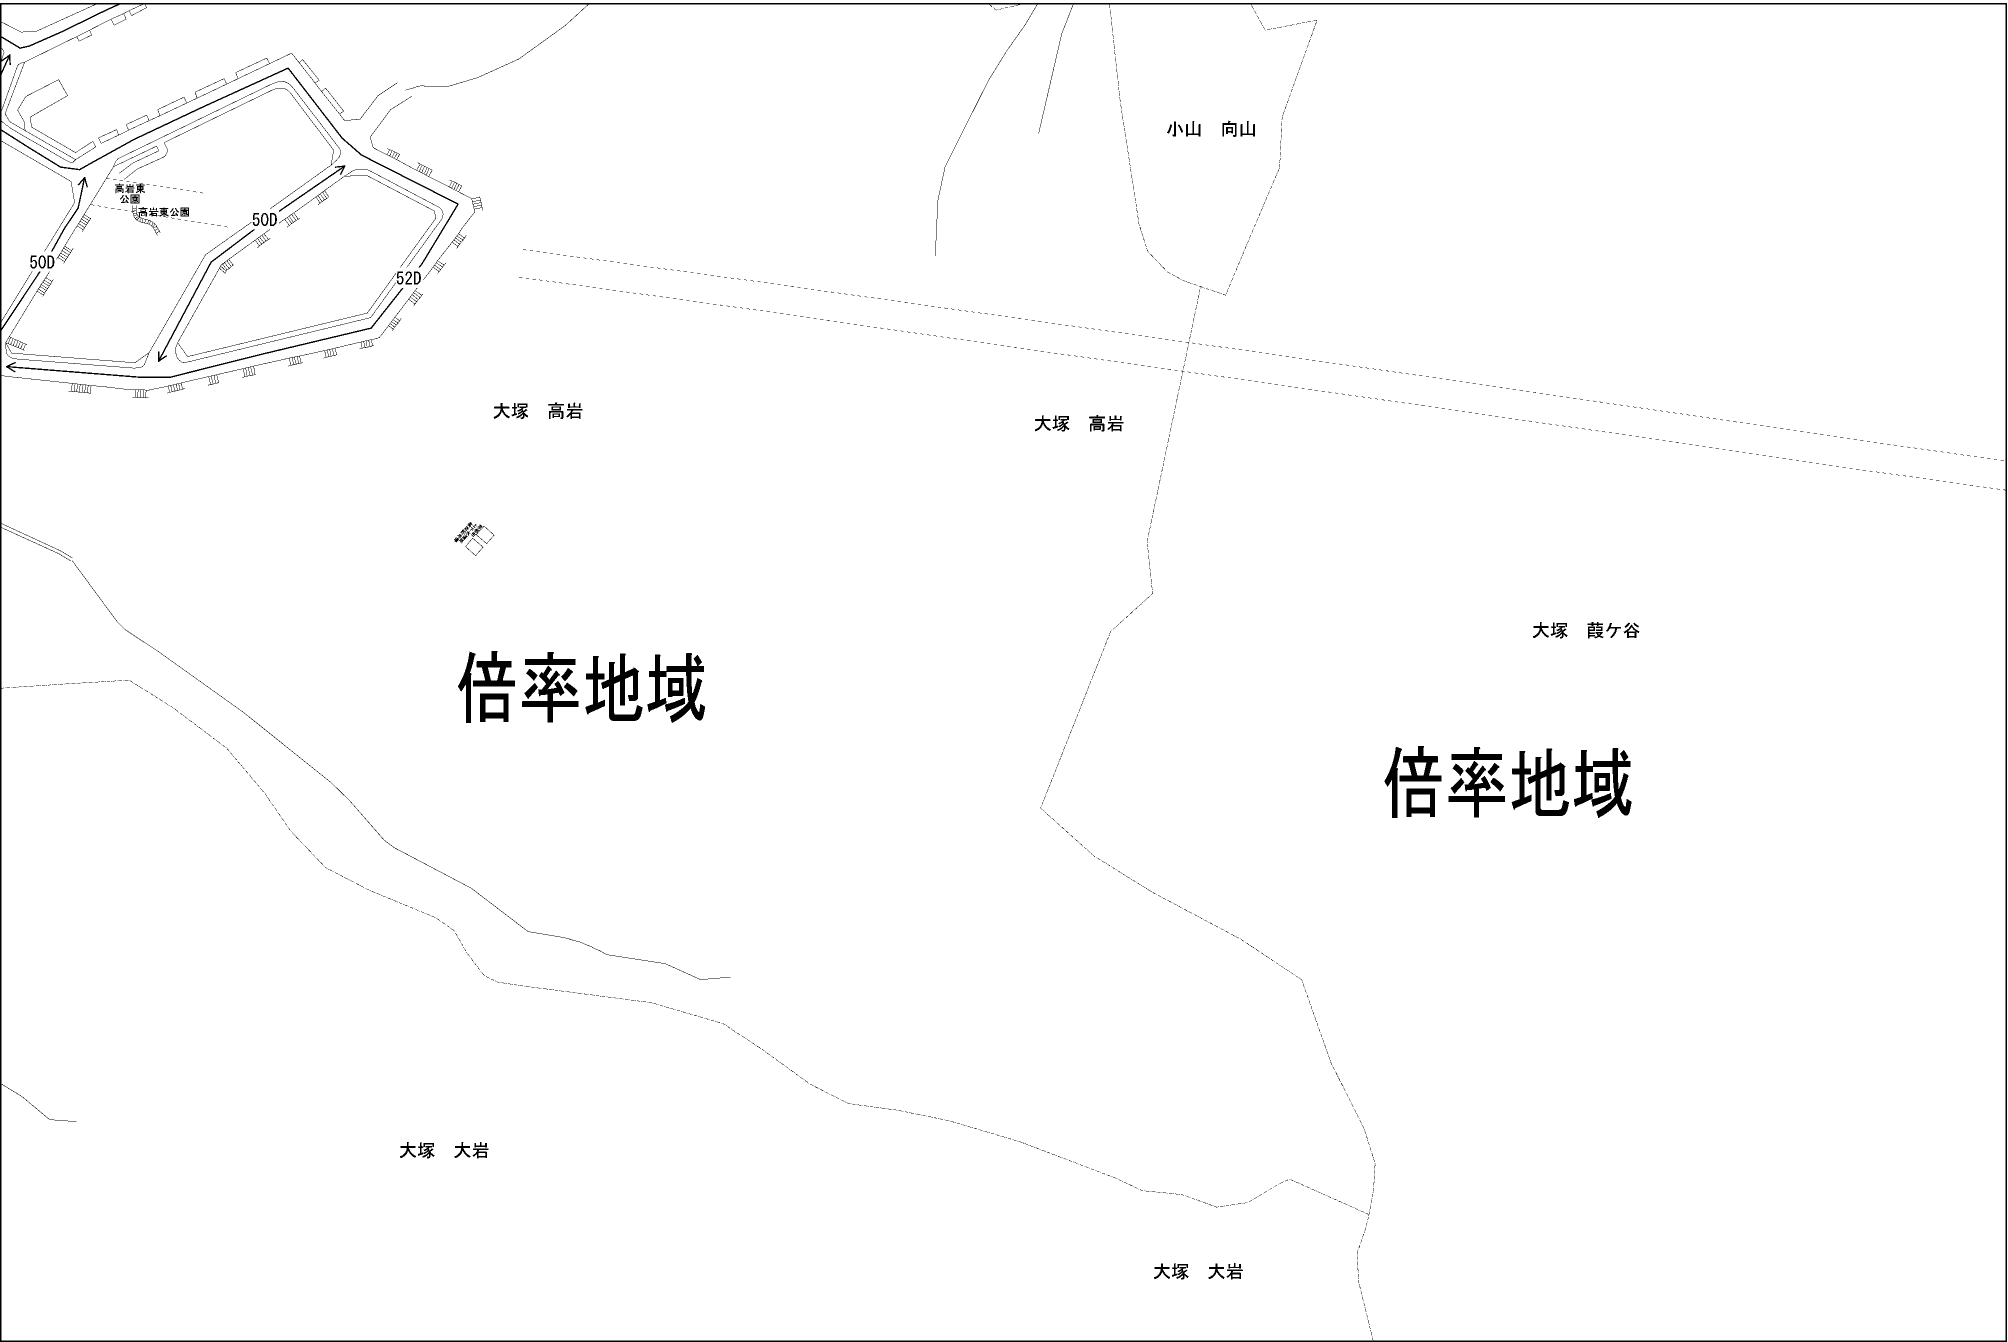 小山　向山
高岩東
公園
高岩東公園
50D
50D
52D
大塚　高岩
大塚　高岩
大塚　葭ケ谷
倍率地域
倍率地域
大塚　大岩
大塚　大岩